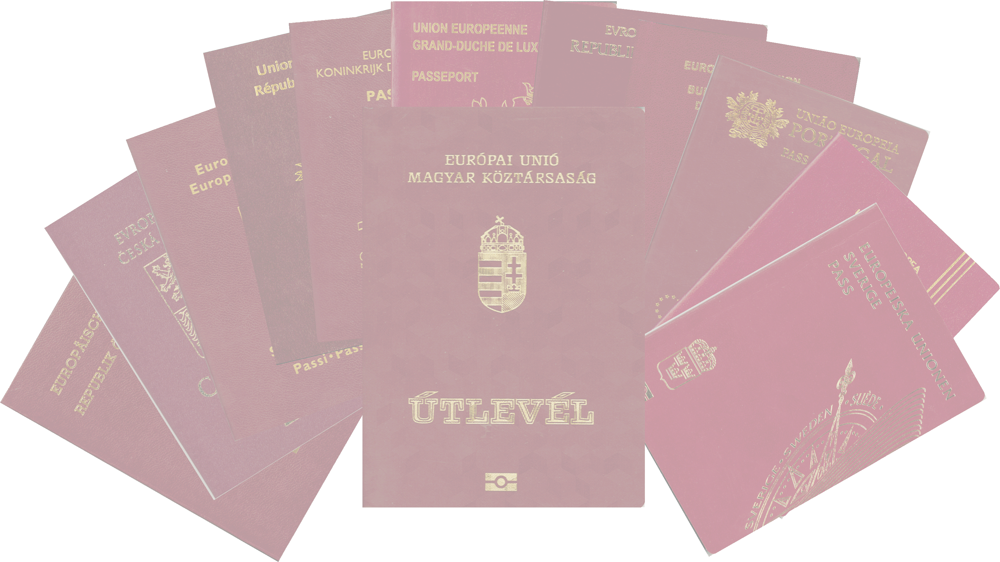 EUROPÄISCH
REPUBLIK Ö
EVROP
ČESKÁ
Euro
Europ
Passi • Pass
Union
Répub
EURO
KONINKRIJK D
PAS
UNION EUROPEENNE
GRAND-DUCHE DE LUX
PASSEPORT
EURÓPAI UNIÓ
MAGYAR KÖZTÁRSASÁG
ÚTLEVÉL
EVRO
REPUBLI
EURO
BU
UNIÃO EUROPEIA
PORTUGAL
PASS
EUROPEISKA UNIONEN
SVERIGE
PASS
SVERIGE • SWEDEN • SUÈDE •